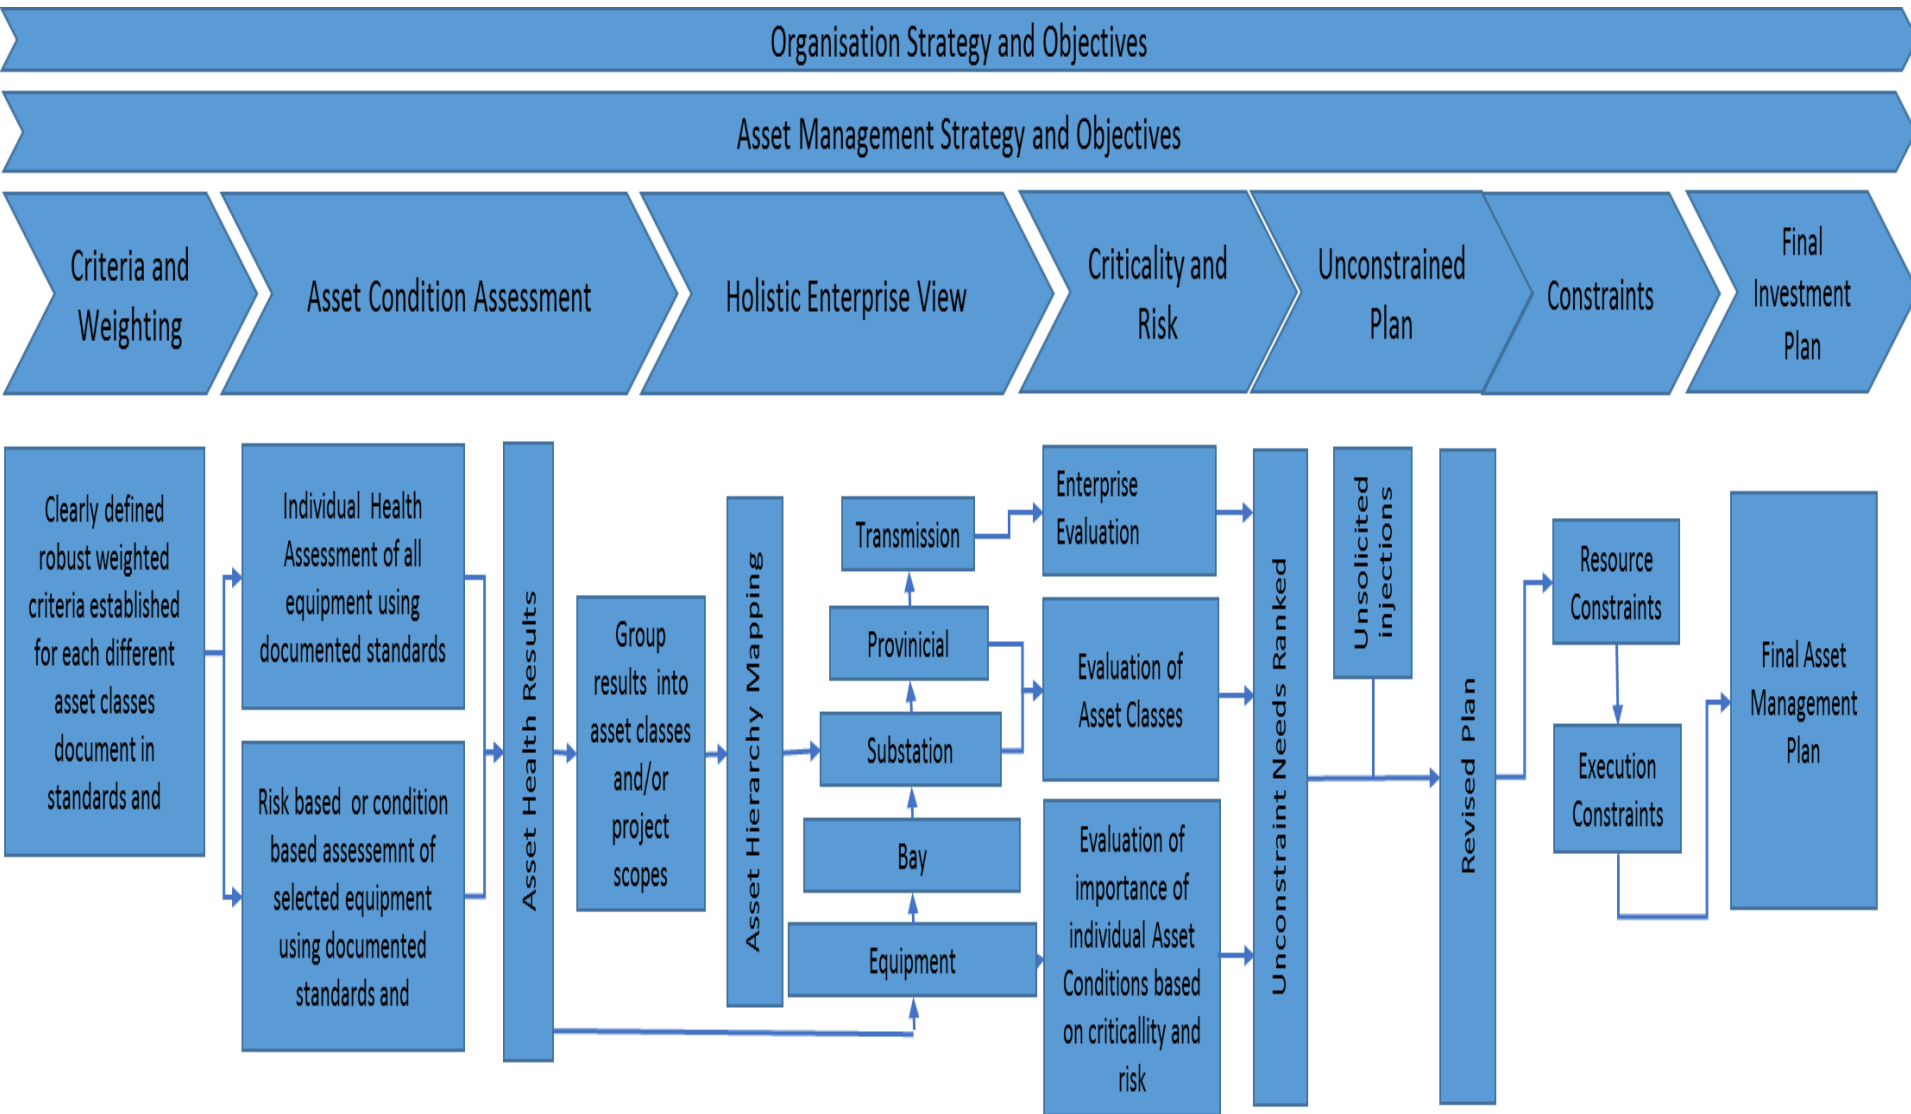 Organisation Strategy and Objectives
Asset Management Strategy and Objectives
Criteria and
Weighting
Asset Condition Assessment
Holistic Enterprise View
Criticality and
Risk
Unconstrained
Plan
Constraints
Final
Investment
Plan
Clearly defined
robust weighted
criteria established
for each different
asset classes
document in
standards and
Individual Health
Assessment of all
equipment using
documented standards
Risk based or condition
based assessemnt of
selected equipment
using documented
standards and
Asset Health Results
Group
results into
asset classes
and/or
project
scopes
Asset Hierarchy Mapping
Transmission
Provinicial
Substation
Bay
Equipment
Enterprise
Evaluation
Evaluation of
Asset Classes
Evaluation of
importance of
individual Asset
Conditions based
on criticallity and
risk
Unconstraint Needs Ranked
Unsolicited
injections
Revised Plan
Resource
Constraints
Execution
Constraints
Final Asset
Management
Plan